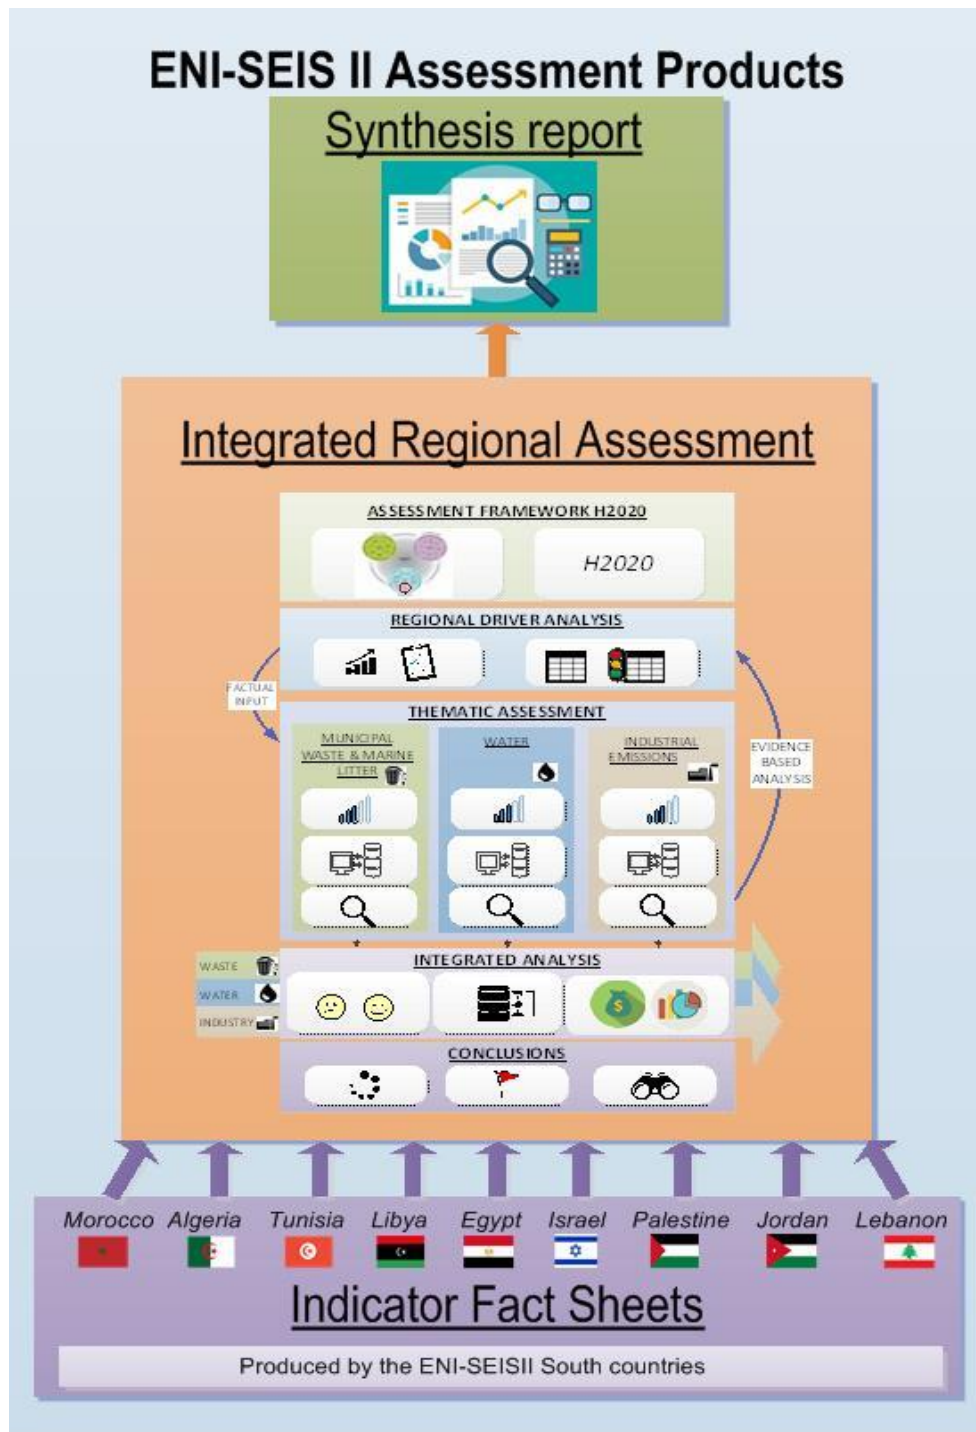 ENI-SEIS II Assessment Products
Synthesis report
Integrated Regional Assessment
ASSESSMENT FRAMEWORK H2020
H2020
REGIONAL DRIVER ANALYSIS
FACTUAL
INPUT
THEMATIC ASSESSMENT
MUNICIPAL
WASTE & MARINE
LITTER
WATER
INDUSTRIAL
EMISSIONS
EVIDENCE
BASED
ANALYSIS
INTEGRATED ANALYSIS
WASTE
WATER
INDUSTRY
CONCLUSIONS
Morocco Algeria Tunisia Libya Egypt Israel Palestine Jordan Lebanon
Indicator Fact Sheets
Produced by the ENI-SEISII South countries